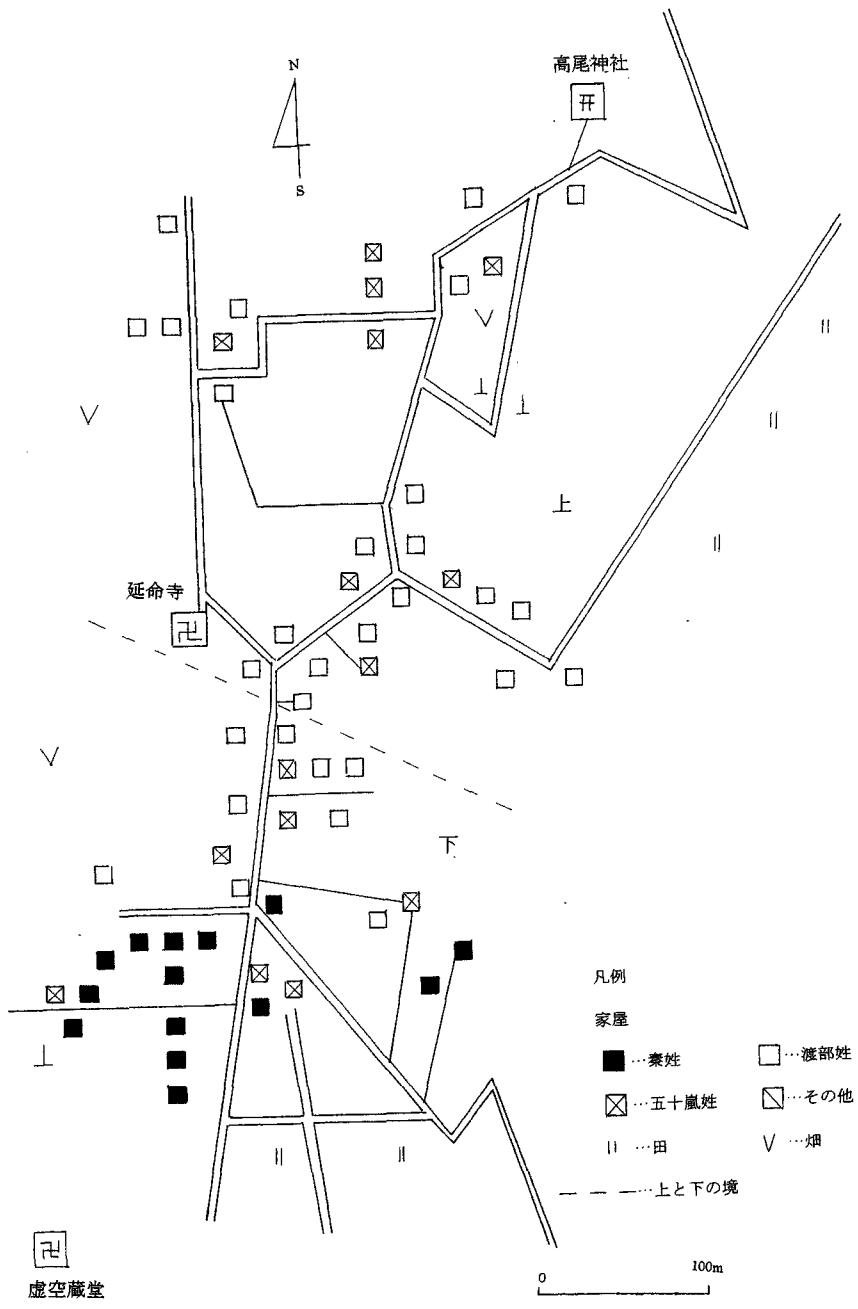 高尾神社
N
S
上
延命寺
下
凡例
家屋
…秦姓
…渡部姓
…五十嵐姓
…その他
…田
…畑
…上と下の境
0
100m
虚空蔵堂